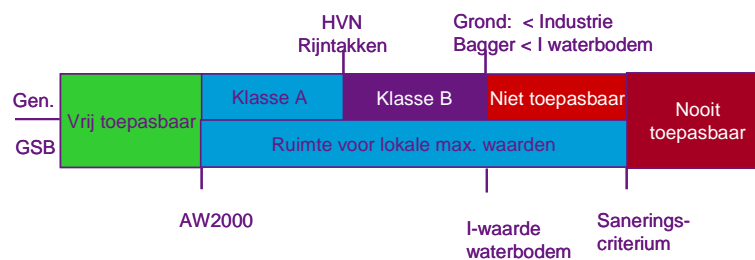 HVN
Rijntakken
Grond: < Industrie
Bagger < I waterbodem
Gen.
GSB
Vrij toepasbaar
Klasse A
Klasse B
Niet toepasbaar
Nooit
toepasbaar
Ruimte voor lokale max. waarden
AW2000
I-waarde
waterbodem
Sanerings-
criterium